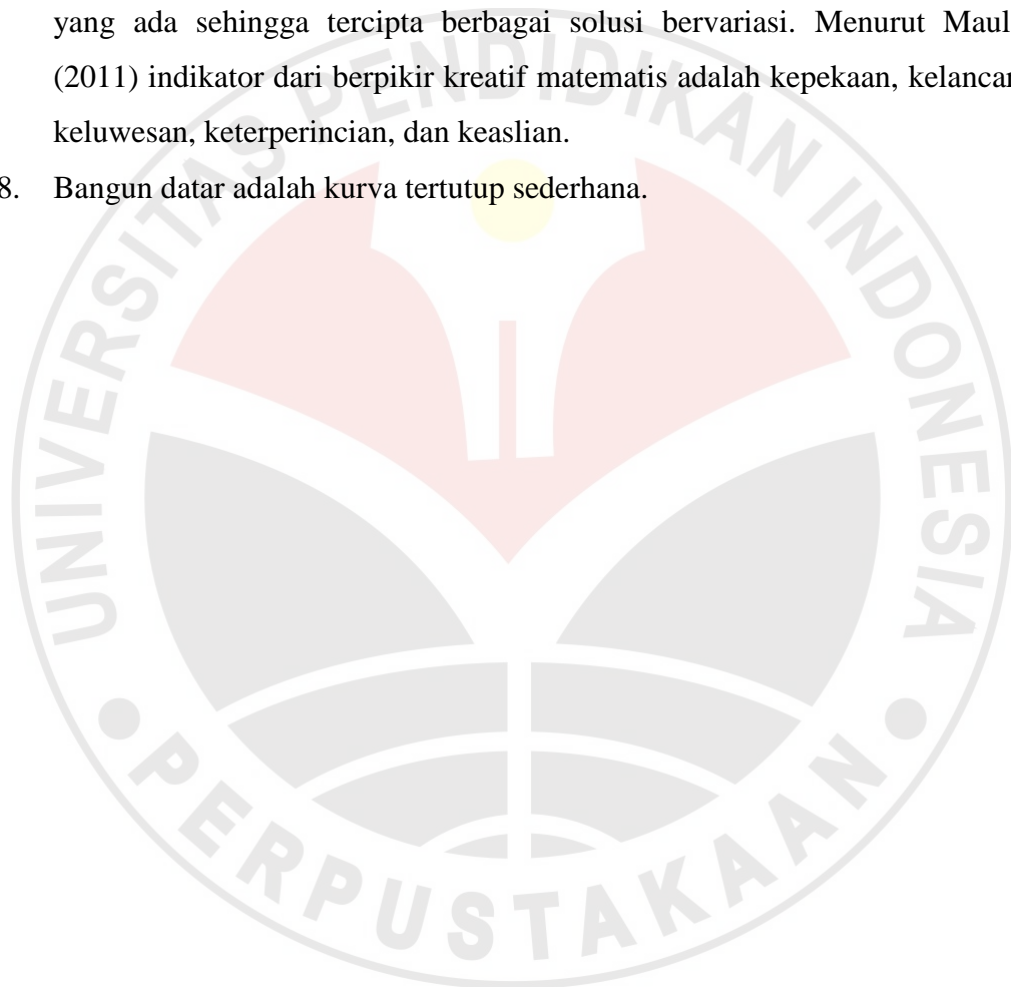 yang ada sehingga tercipta berbagai solusi bervariasi. Menurut Maul
(2011) indikator dari berpikir kreatif matematis adalah kepekaan, kelancar
keluwesan, keterperincian, dan keaslian.
8. Bangun datar adalah kurva tertutup sederhana.
UNIVERSITAS PENDIDIKAN INDONESIA
PERPUSTAKAAN